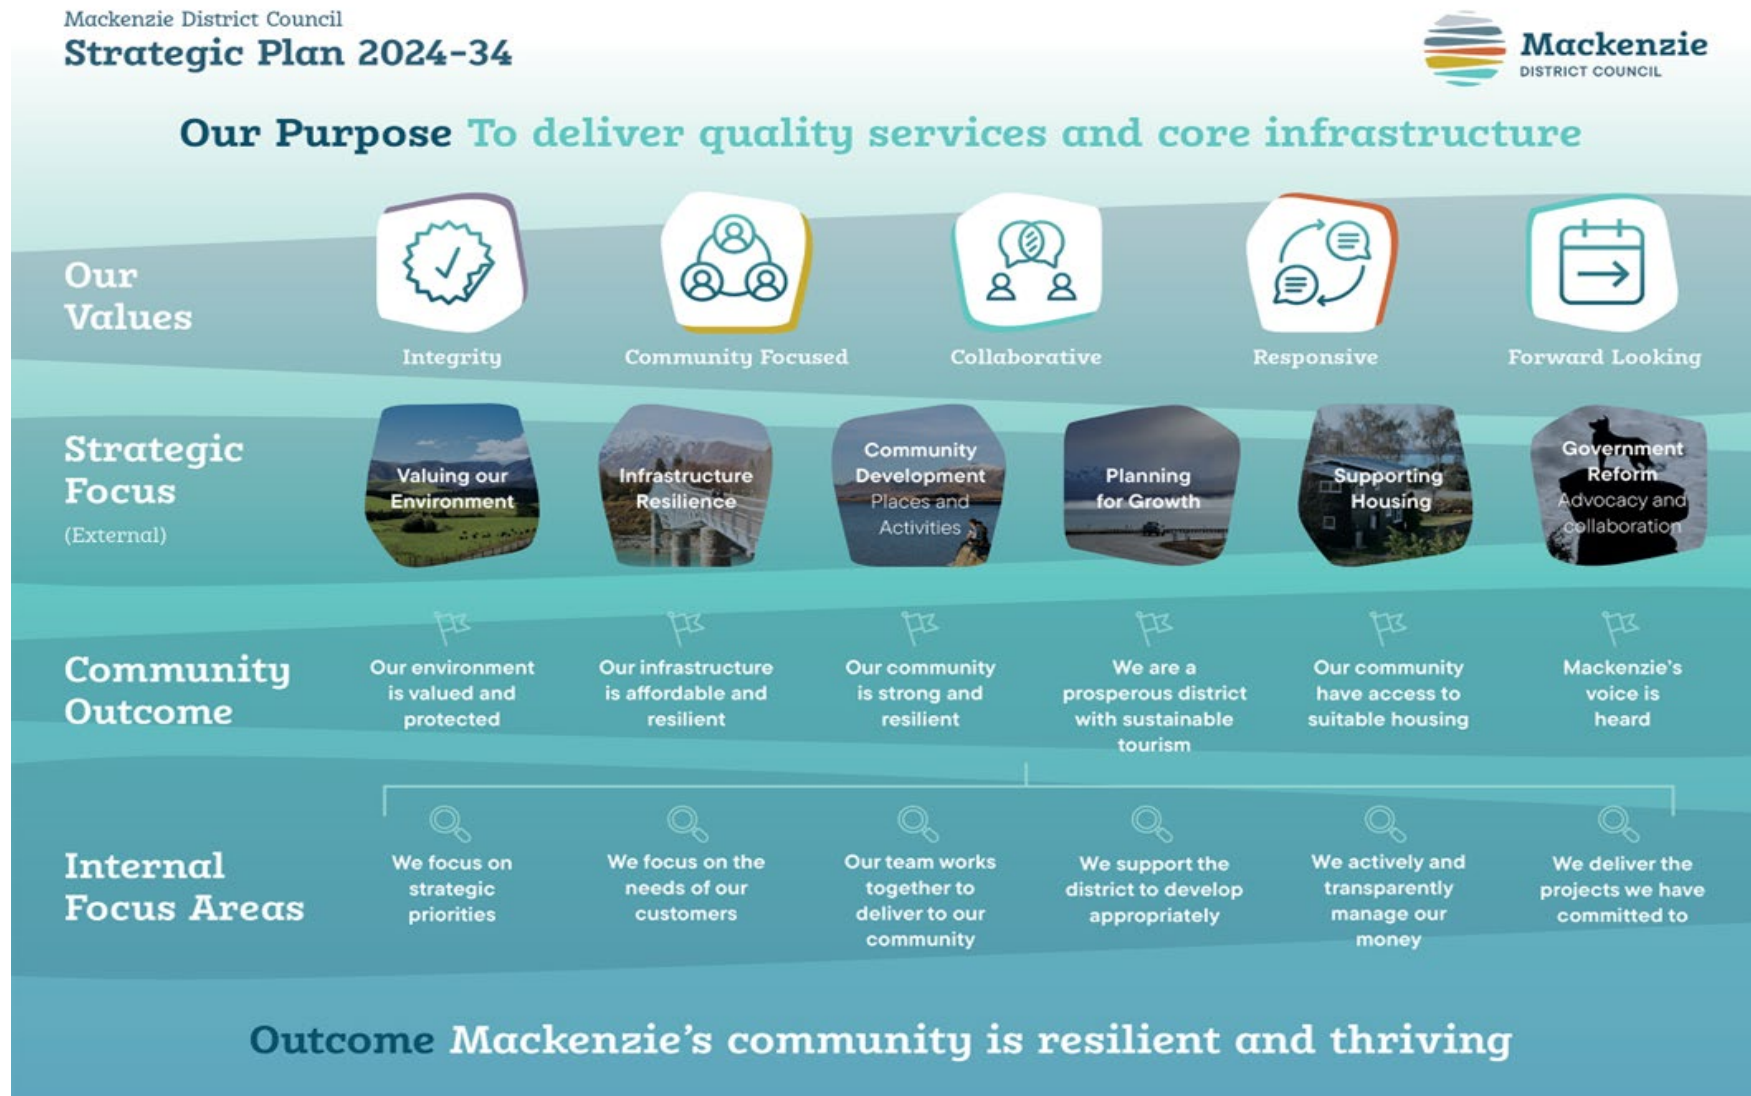 Mackenzie District Council
Strategic Plan 2024-34
Mackenzie
DISTRICT COUNCIL
Our Purpose To deliver quality services and core infrastructure
Our
Values
Integrity
Community Focused
Collaborative
Responsive
Forward Looking
Strategic
Focus
(External)
Valuing our
Environment
Infrastructure
Resilience
Community
Development
Places and
Activities
Planning
for Growth
Supporting
Housing
Government
Reform
Advocacy and
collaboration
Community
Outcome
Our environment
is valued and
protected
Our infrastructure
is affordable and
resilient
Our community
is strong and
resilient
We are a
prosperous district
with sustainable
tourism
Our community
have access to
suitable housing
Mackenzie's
voice is
heard
Internal
Focus Areas
We focus on
strategic
priorities
We focus on the
needs of our
customers
Our team works
together to
deliver to our
community
We support the
district to develop
appropriately
We actively and
transparently
manage our
money
We deliver the
projects we have
committed to
Outcome Mackenzie's community is resilient and thriving